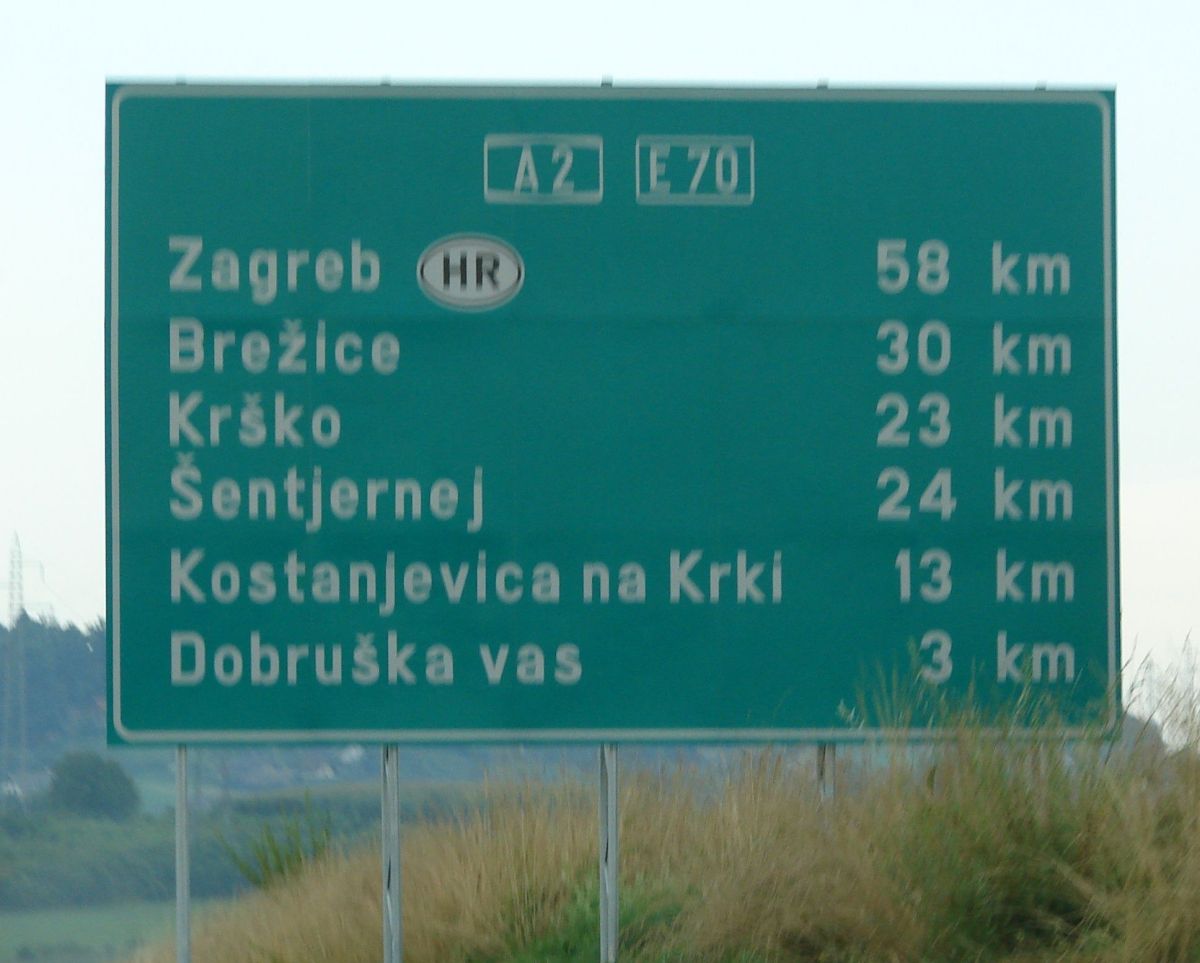 A2 E70
Zagreb HR 58 km
Brežice 30 km
Krško 23 km
Šentjernej 24 km
Kostanjevica na Krki 13 km
Dobruška vas 3 km